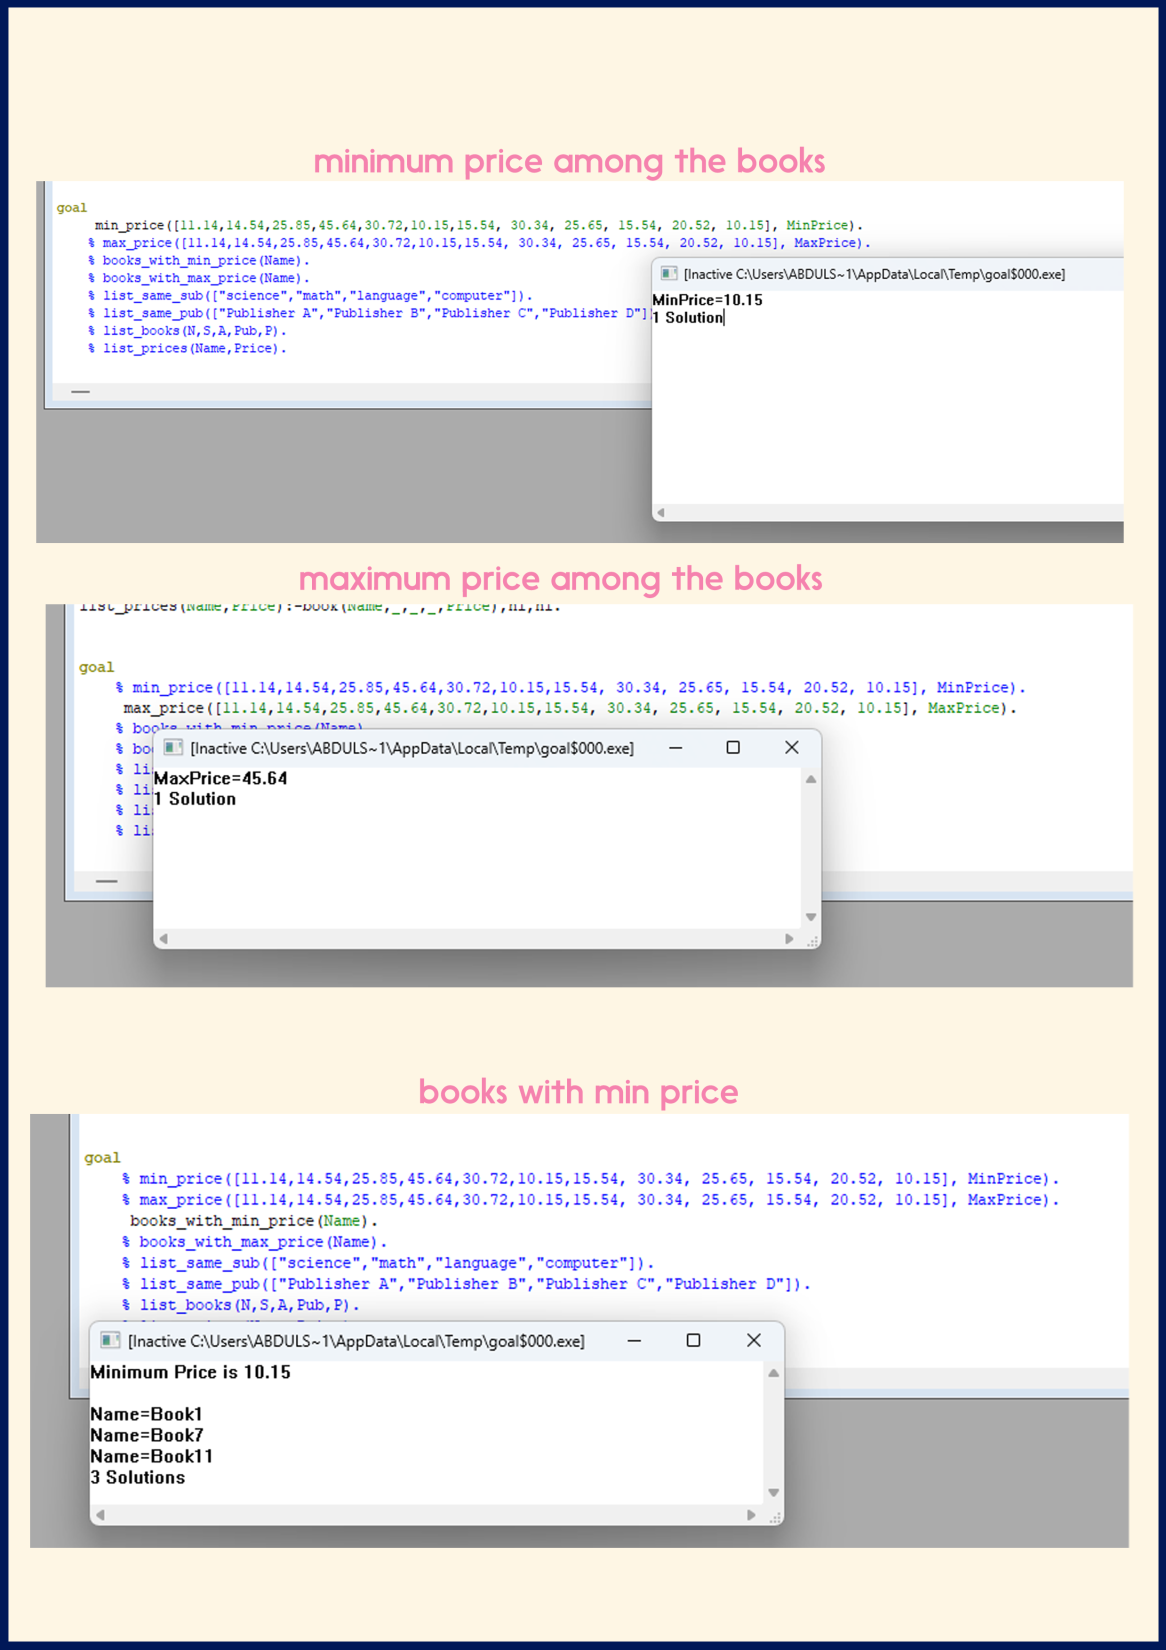 minimum price among the books
goal
min_price([11.14,14.54,25.85,45.64,30.72,10.15,15.54, 30.34, 25.65, 15.54, 20.52, 10.15], MinPrice).
% max_price([11.14,14.54,25.85,45.64,30.72,10.15,15.54, 30.34, 25.65, 15.54, 20.52, 10.15], MaxPrice).
% books_with_min_price(Name).
% books_with_max_price(Name).
% list_same_sub(["science","math","language","computer"]).
% list_same_pub(["Publisher A","Publisher B","Publisher C","Publisher D"]
% list_books(N,S,A,Pub,P).
% list_prices(Name,Price).
[Inactive C:\Users\ABDULS~1\AppData\Local\Temp\goal$000.exe]
MinPrice=10.15
1 Solution
maximum price among the books
list_prices(Name,Price):-book(Name,_,_,_,Price),nl,nl.
goal
% min_price([11.14,14.54,25.85,45.64,30.72,10.15,15.54, 30.34, 25.65, 15.54, 20.52, 10.15], MinPrice).
max_price([11.14,14.54,25.85,45.64,30.72,10.15,15.54, 30.34, 25.65, 15.54, 20.52, 10.15], MaxPrice).
% books_with_min_price(Name)
% bo
% li
% li
% li
% li
[Inactive C:\Users\ABDULS~1\AppData\Local\Temp\goal$000.exe]
MaxPrice=45.64
1 Solution
books with min price
goal
% min_price([11.14,14.54,25.85,45.64,30.72,10.15,15.54, 30.34, 25.65, 15.54, 20.52, 10.15], MinPrice).
% max_price([11.14,14.54,25.85,45.64,30.72,10.15,15.54, 30.34, 25.65, 15.54, 20.52, 10.15], MaxPrice).
books_with_min_price(Name).
% books_with_max_price(Name).
% list_same_sub(["science","math","language","computer"]).
% list_same_pub(["Publisher A","Publisher B","Publisher C","Publisher D"]).
% list_books(N,S,A,Pub,P).
[Inactive C:\Users\ABDULS~1\AppData\Local\Temp\goal$000.exe]
Minimum Price is 10.15
Name=Book1
Name=Book7
Name=Book11
3 Solutions